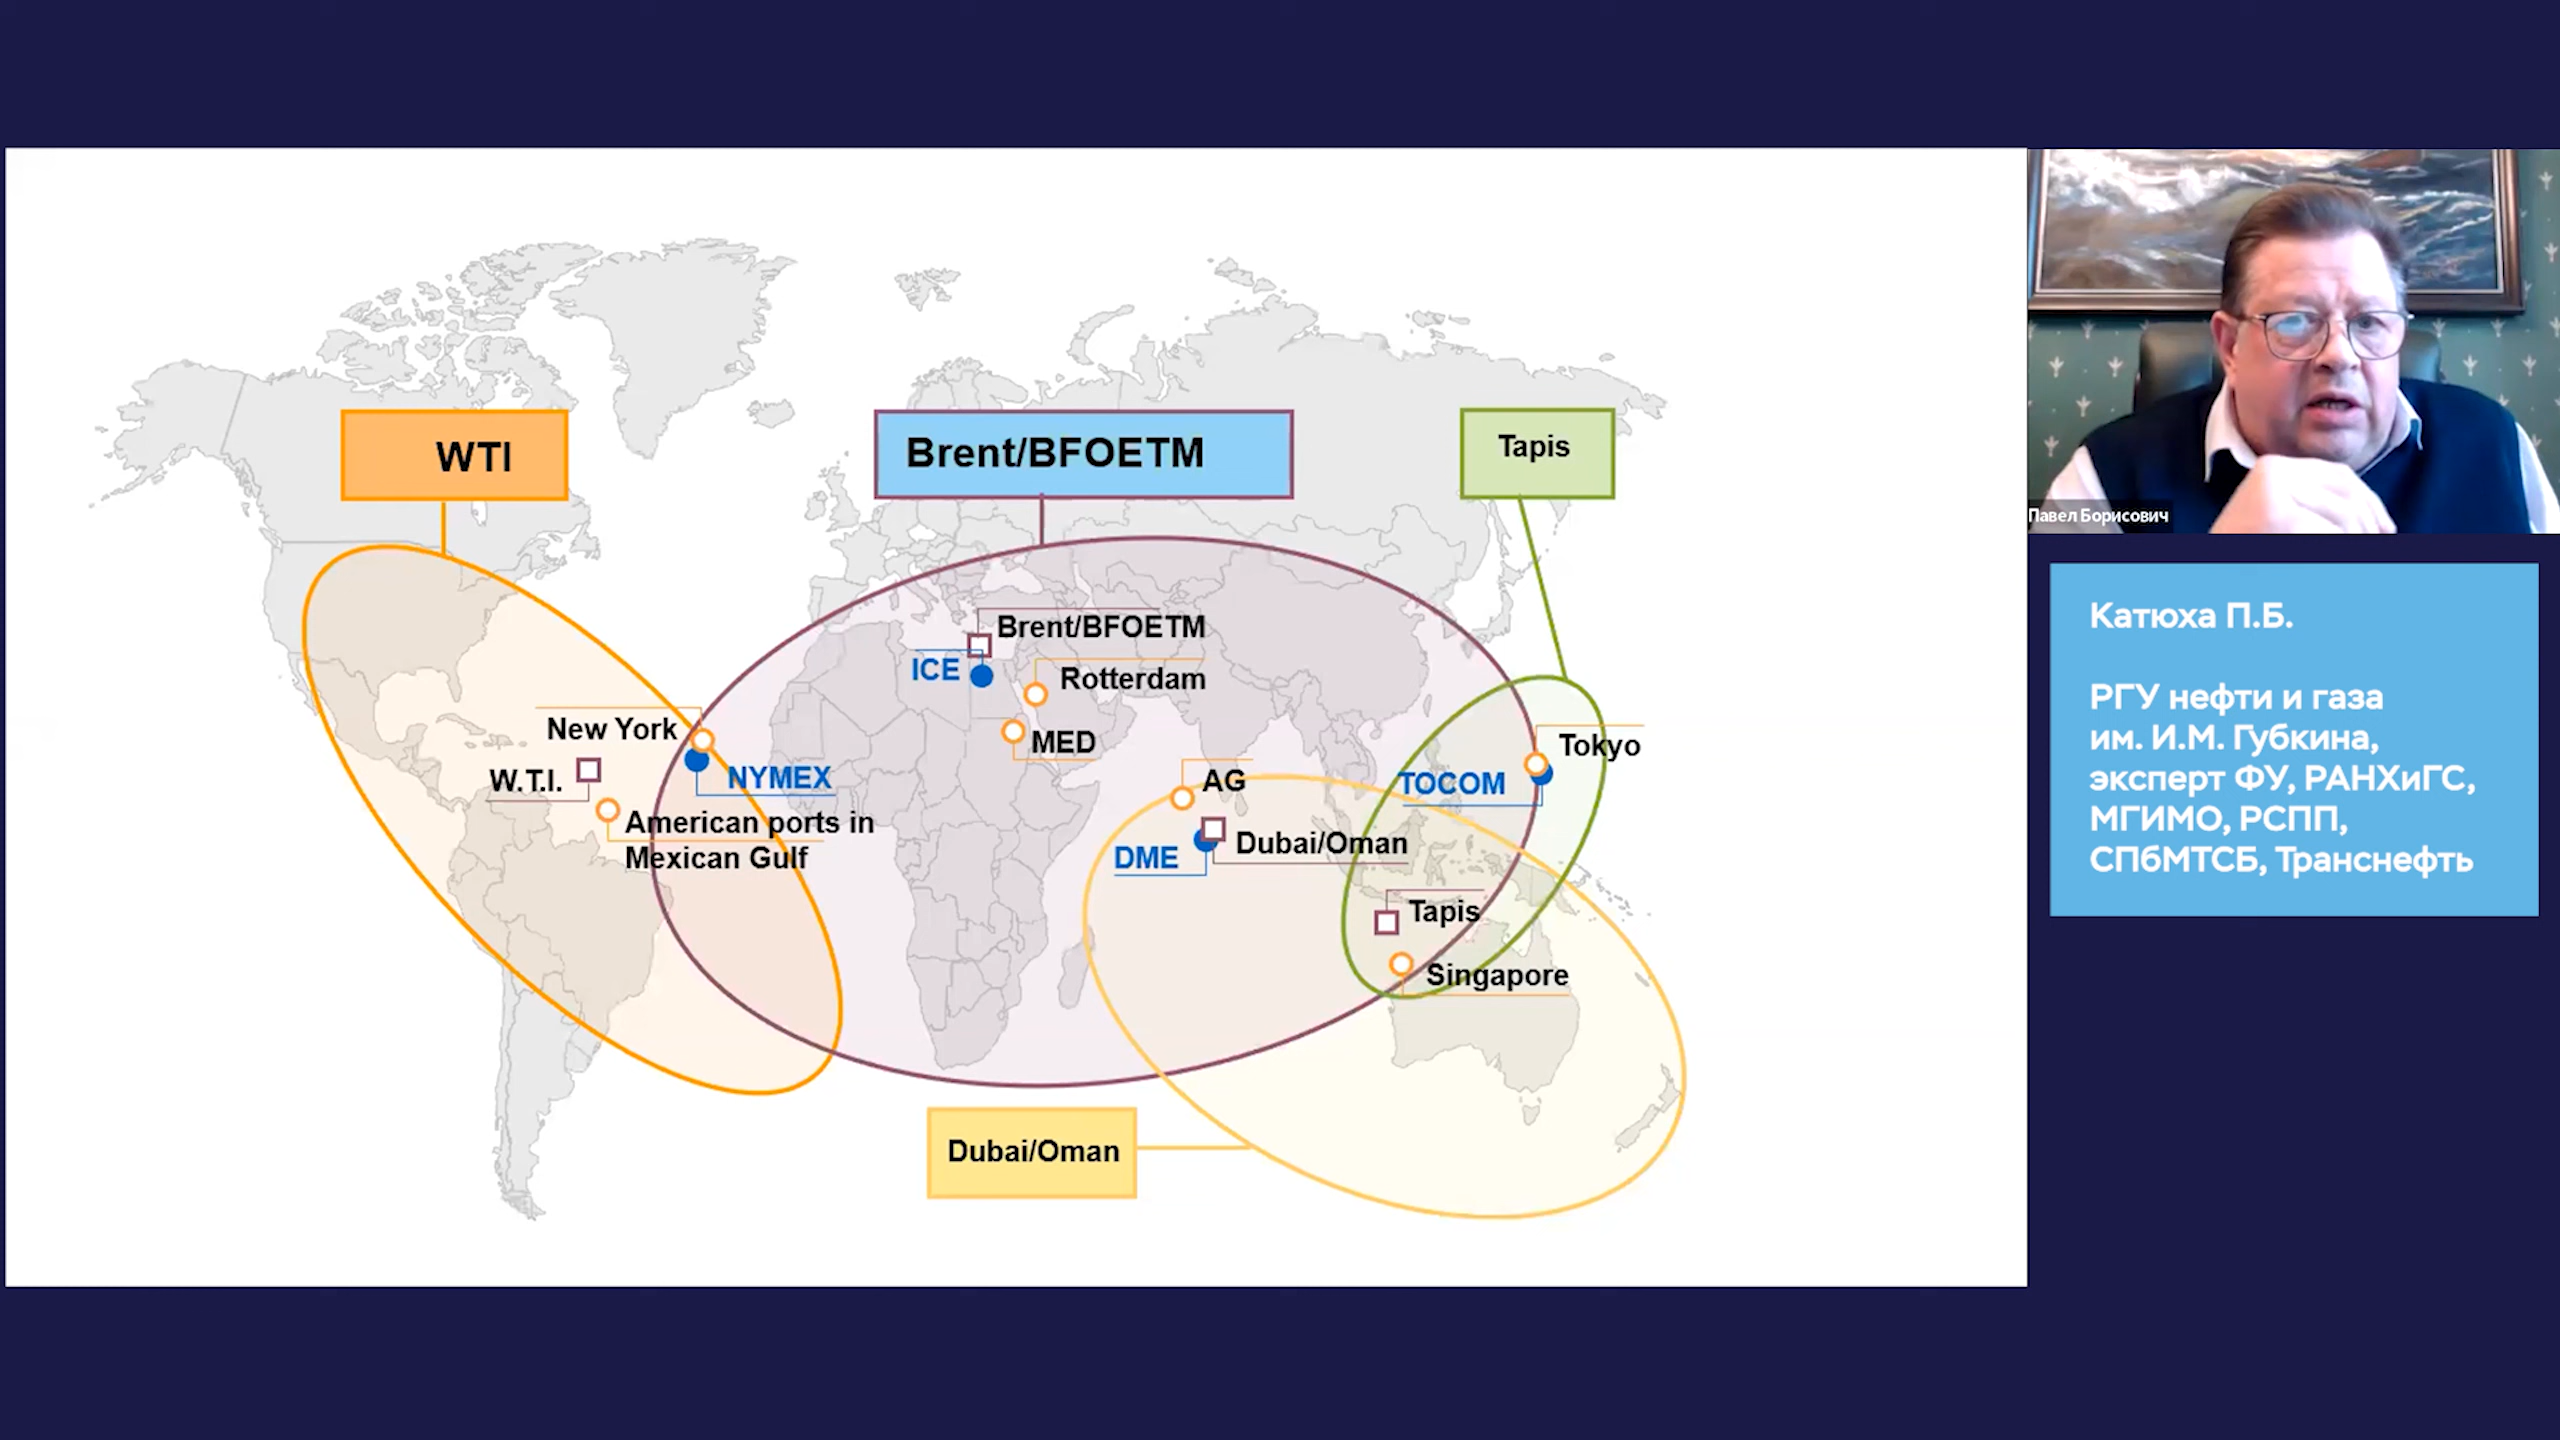 WTI
Brent/BFOETM
Tapis
Brent/BFOETM
ICE
Rotterdam
New York
MED
Tokyo
W.T.I.
NYMEX
AG
TOCOM
American ports in
Mexican Gulf
DME
Dubai/Oman
Tapis
Singapore
Dubai/Oman
Павел Борисович
Катюха П.Б.
РГУ нефти и газа
им. И.М. Губкина,
эксперт ФУ, РАНХиГС,
МГИМО, РСПП,
СПбМТСБ, Транснефть